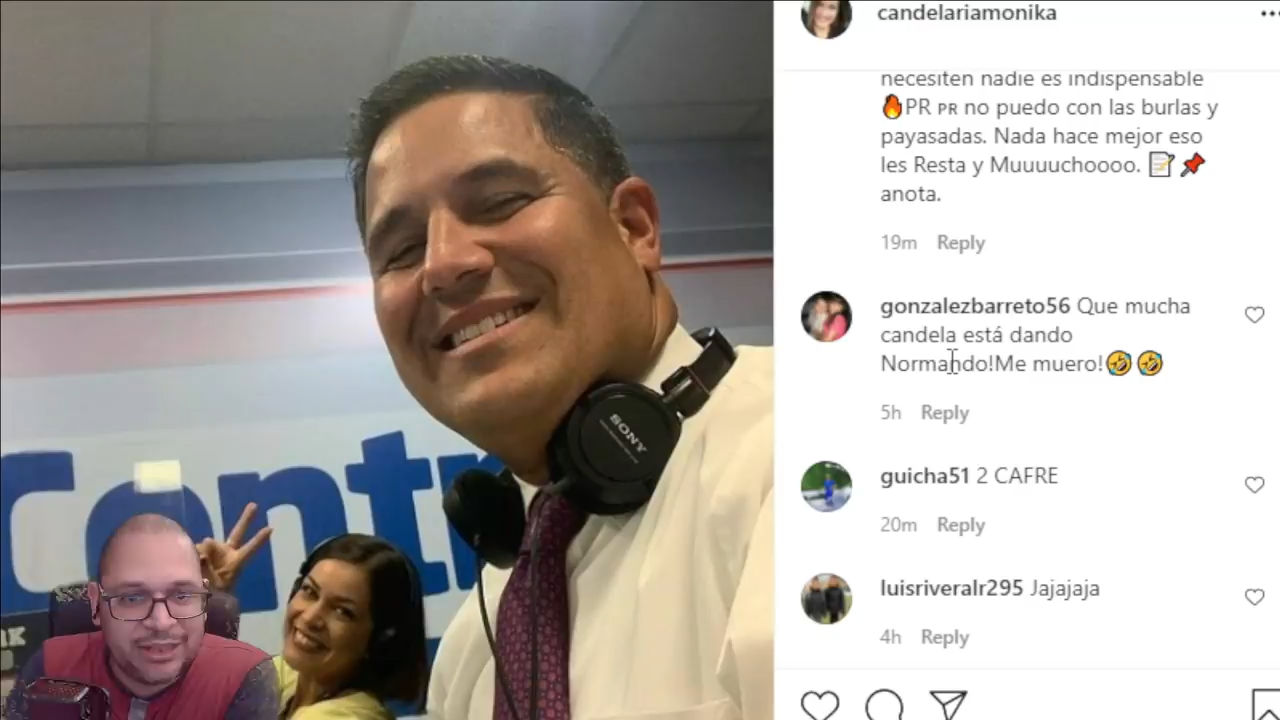 candelariamonika
necesiten nadie es indispensable
🔥PR ᴘʀ no puedo con las burlas y
payasadas. Nada hace mejor eso
les Resta y Muuuuchoooo. 📝📌
anota.
19m Reply
gonzalezbarreto56 Que mucha
candela está dando
Normando!Me muero!🤣🤣
5h Reply
guicha51 2 CAFRE
20m Reply
luisriveralr295 Jajajaja
4h Reply
SONY
Contr